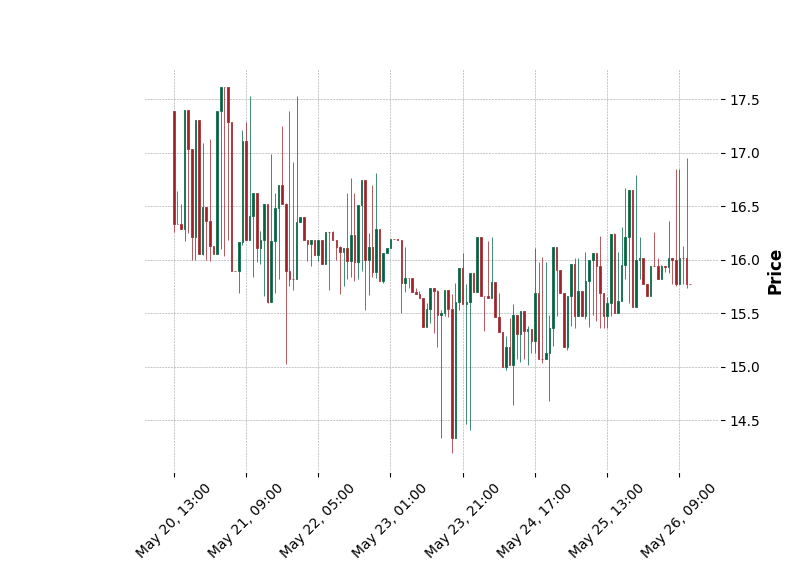 17.5
17.0
16.5
16.0
15.5
15.0
14.5
Price
May 20, 13:00
May 21, 09:00
May 22, 05:00
May 23, 01:00
May 23, 21:00
May 24, 17:00
May 25, 13:00
May 26, 09:00